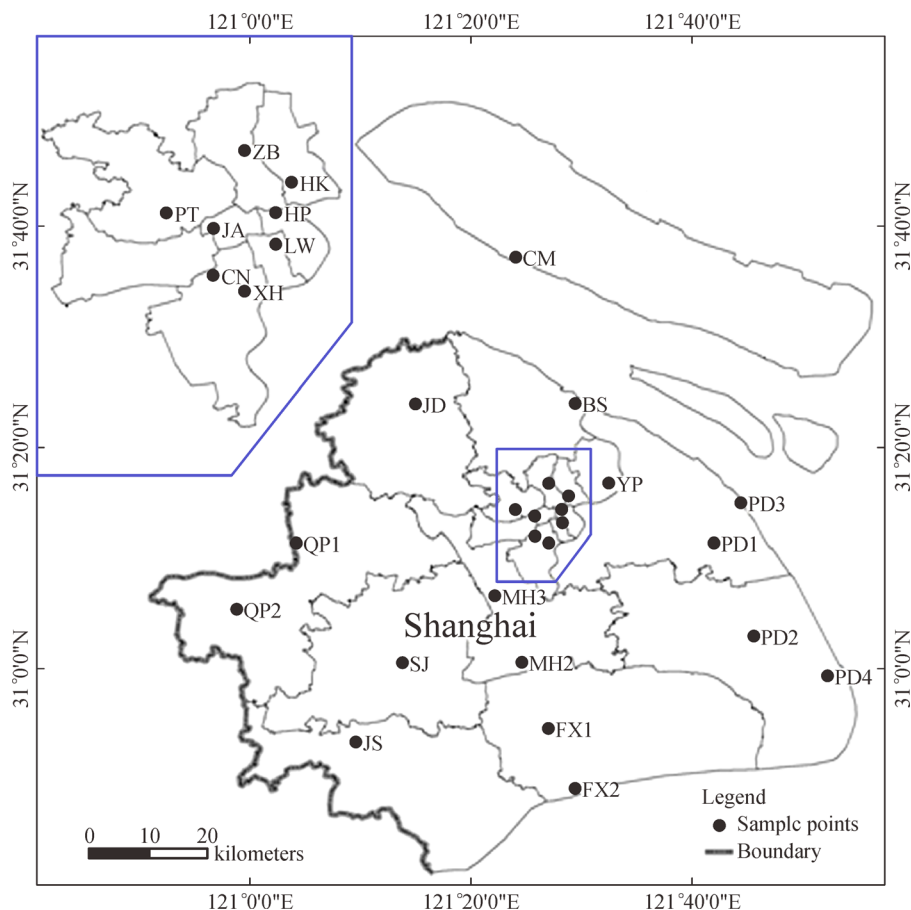 121°0′0″E 121°20′0″E 121°40′0″E
31°40′0″N 31°40′0″N
ZB
HK
PT HP
JA
LW
CN
XH
CM
JD BS
31°20′0″N 31°20′0″N
YP
PD3
QP1 PD1
MH3
QP2
Shanghai
PD2
SJ MH2
31°0′0″N 31°0′0″N
PD4
FX1
JS
FX2
Legend
Samplc points
Boundary
0 10 20
kilometers
121°0′0″E 121°20′0″E 121°40′0″E